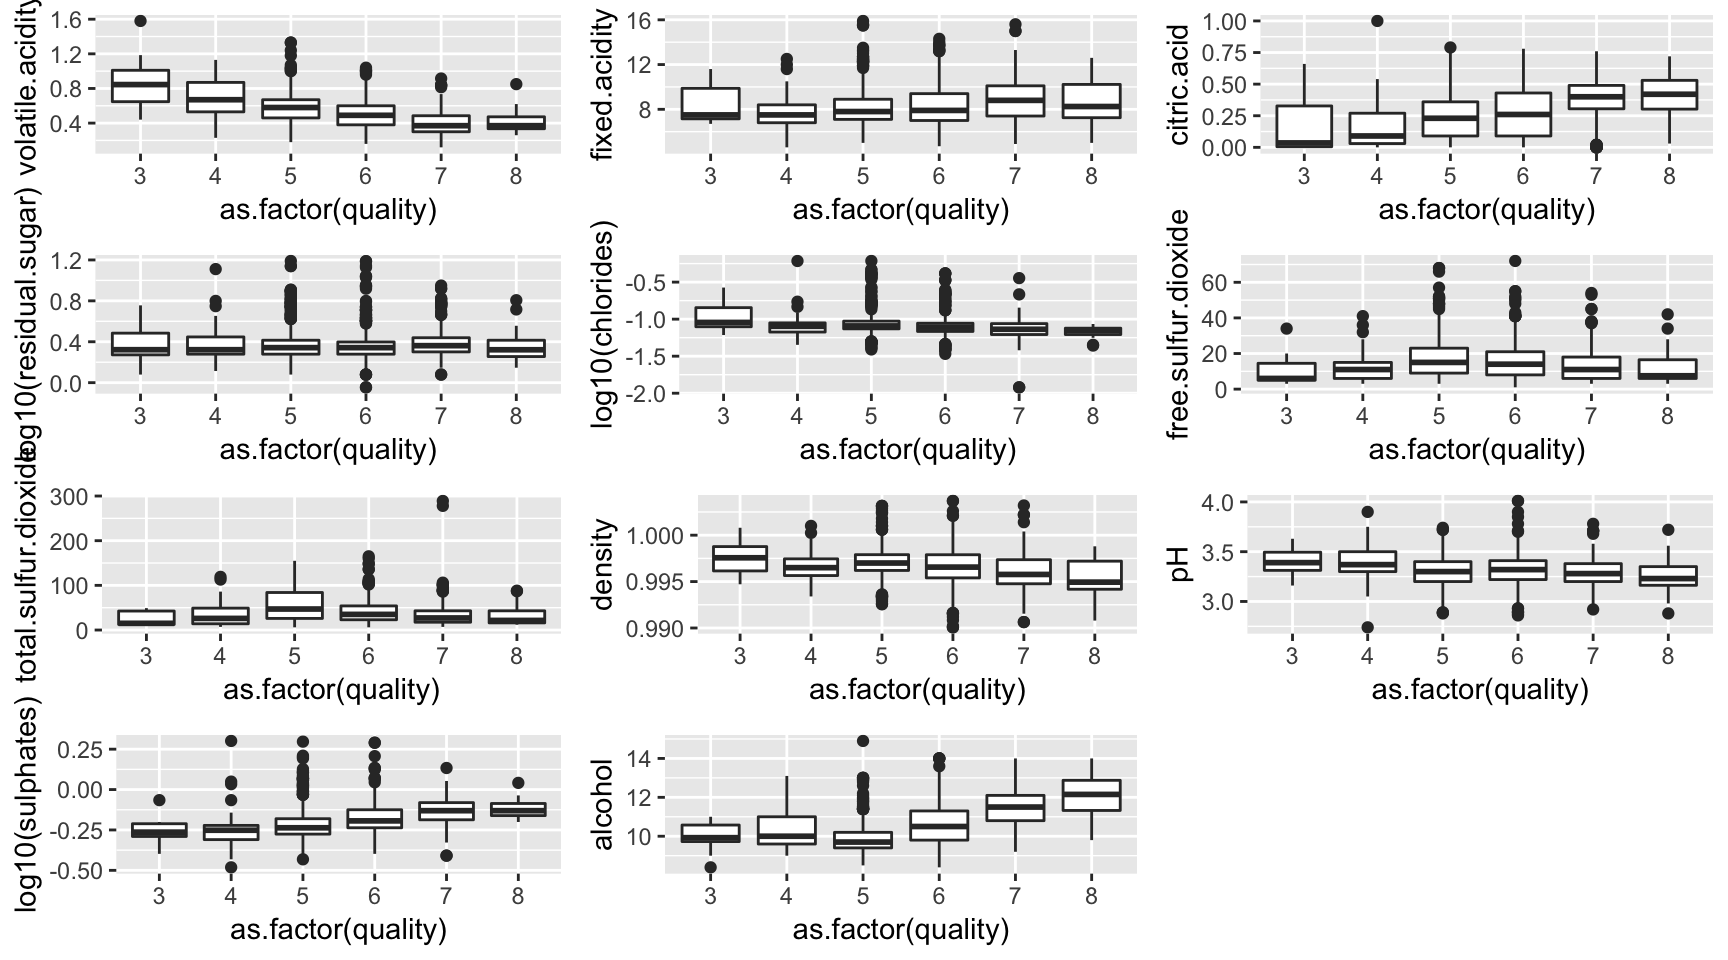 volatile.acidity
1.6
1.2
0.8
0.4
3 4 5 6 7 8
as.factor(quality)
fixed.acidity
16
12
8
3 4 5 6 7 8
as.factor(quality)
citric.acid
1.00
0.75
0.50
0.25
0.00
3 4 5 6 7 8
as.factor(quality)
log10(residual.sugar)
1.2
0.8
0.4
0.0
3 4 5 6 7 8
as.factor(quality)
log10(chlorides)
-0.5
-1.0
-1.5
-2.0
3 4 5 6 7 8
as.factor(quality)
free.sulfur.dioxide
60
40
20
0
3 4 5 6 7 8
as.factor(quality)
total.sulfur.dioxide
300
200
100
0
3 4 5 6 7 8
as.factor(quality)
density
1.000
0.995
0.990
3 4 5 6 7 8
as.factor(quality)
pH
4.0
3.5
3.0
3 4 5 6 7 8
as.factor(quality)
log10(sulphates)
0.25
0.00
-0.25
-0.50
3 4 5 6 7 8
as.factor(quality)
alcohol
14
12
10
3 4 5 6 7 8
as.factor(quality)